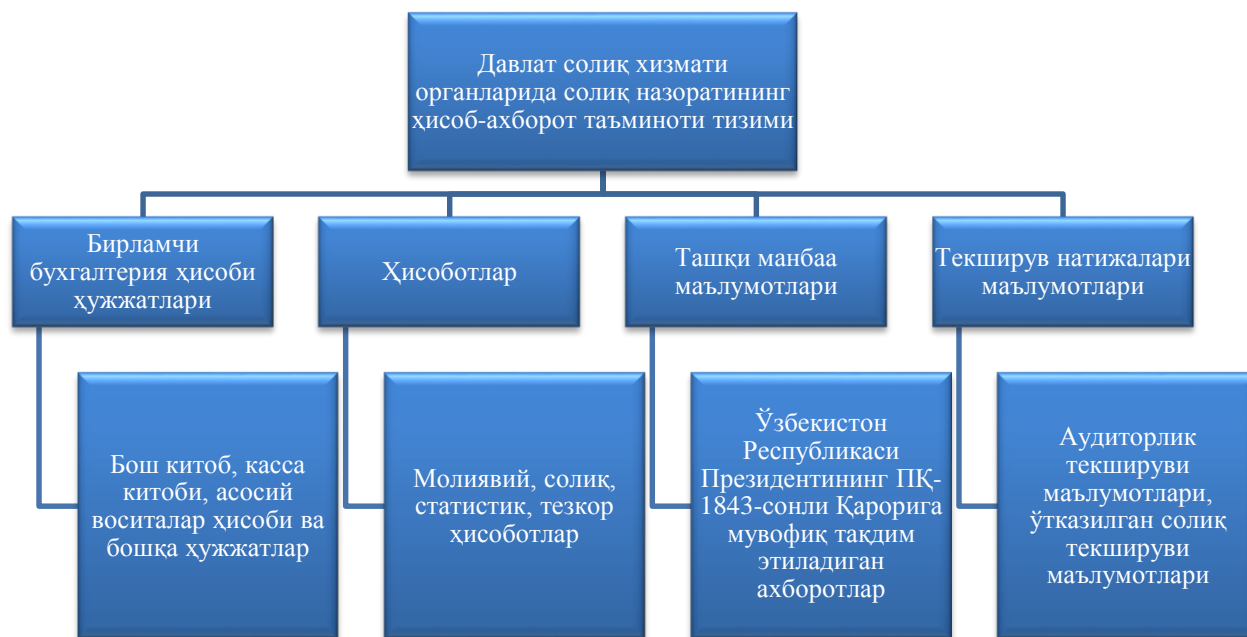 Давлат солиқ хизмати
органларида солиқ назоратининг
ҳисоб-ахборот таъминоти тизими
Бирламчи
бухгалтерия ҳисоби
ҳужжатлари
Ҳисоботлар
Ташқи манбаа
маълумотлари
Текширув натижалари
маълумотлари
Бош китоб, касса
китоби, асосий
воситалар ҳисоби ва
бошқа ҳужжатлар
Молиявий, солиқ,
статистик, тезкор
ҳисоботлар
Ўзбекистон
Республикаси
Президентининг ПҚ-
1843-сонли Қарорига
мувофиқ тақдим
этиладиган
ахборотлар
Аудиторлик
текшируви
маълумотлари,
ўтказилган солиқ
текшируви
маълумотлари